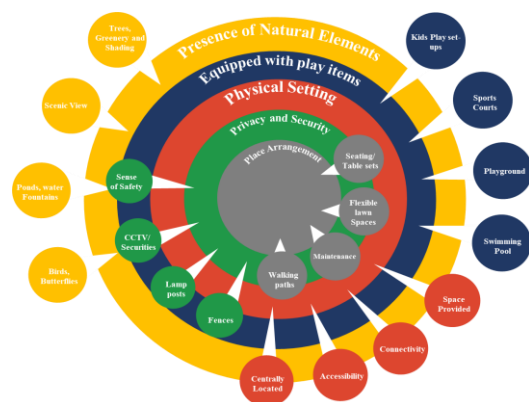 Trees,
Greenery and
Shading
Presence of Natural Elements
Kids Play set-
ups
Equipped with play items
Scenic View
Physical Setting
Sports
Courts
Privacy and Security
Place Arrangement
Seating/
Table sets
Sense
of Safety
Playground
Ponds, water
Fountains
Flexible
lawn
Spaces
CCTV/
Securities
Swimming
Pool
Maintenance
Birds,
Butterflies
Walking
paths
Lamp
posts
Space
Provided
Fences
Connectivity
Accessibility
Centrally
Located